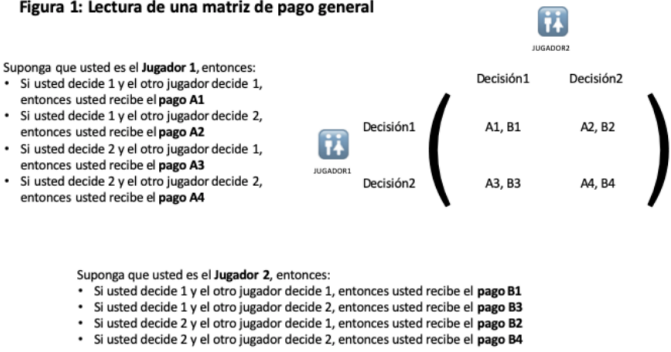 Figura 1: Lectura de una matriz de pago general
JUGADOR2
Suponga que usted es el Jugador 1, entonces:
• Si usted decide 1 y el otro jugador decide 1,
entonces usted recibe el pago A1
• Si usted decide 1 y el otro jugador decide 2,
entonces usted recibe el pago A2
• Si usted decide 2 y el otro jugador decide 1,
entonces usted recibe el pago A3
• Si usted decide 2 y el otro jugador decide 2,
entonces usted recibe el pago A4
Decisión1 Decisión2
Decisión1 A1, B1 A2, B2
JUGADOR1
Decisión2 A3, B3 A4, B4
Suponga que usted es el Jugador 2, entonces:
• Si usted decide 1 y el otro jugador decide 1, entonces usted recibe el pago B1
• Si usted decide 1 y el otro jugador decide 2, entonces usted recibe el pago B3
• Si usted decide 2 y el otro jugador decide 1, entonces usted recibe el pago B2
• Si usted decide 2 y el otro jugador decide 2, entonces usted recibe el pago B4